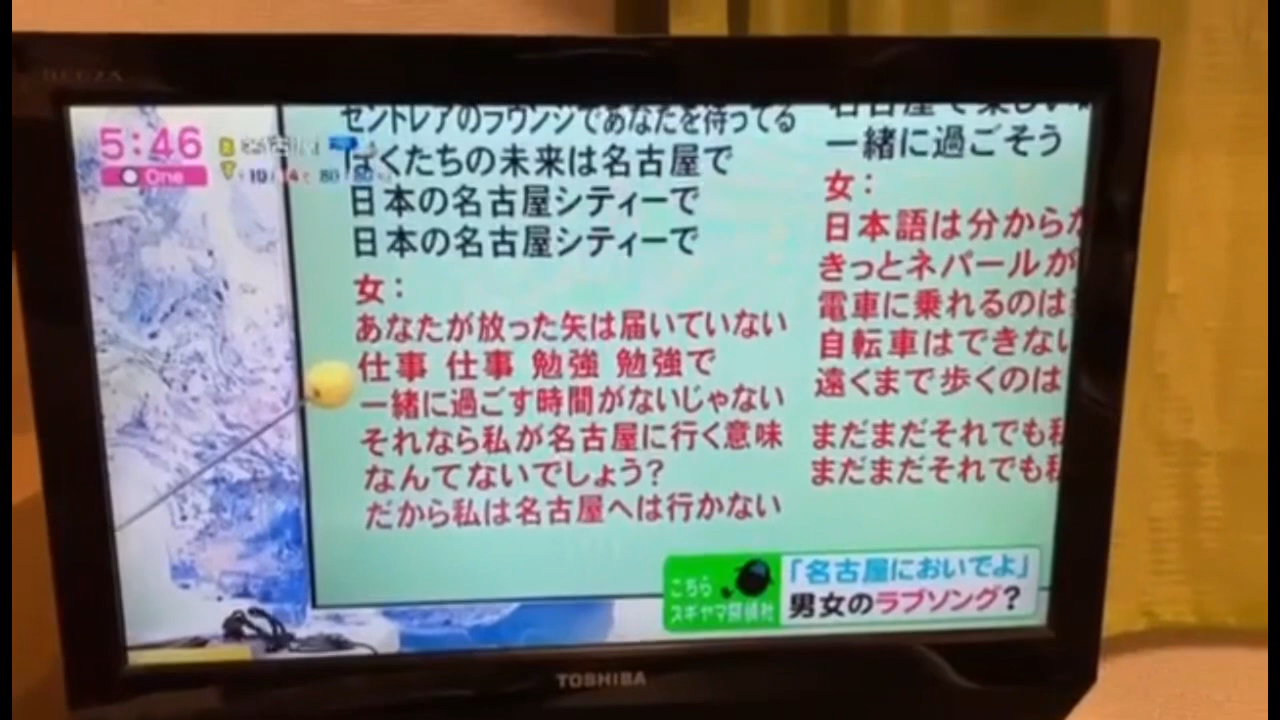 REGZA
5:46
One
セントレアのラウンジであなたを待ってる
ぼくたちの未来は名古屋で
日本の名古屋シティーで
日本の名古屋シティーで
女：
あなたが放った矢は届いていない
仕事 仕事 勉強 勉強で
一緒に過ごす時間がないじゃない
それなら私が名古屋に行く意味
なんてないでしょう?
だから私は名古屋へは行かない
名古屋で楽しい
一緒に過ごそう
女：
日本語は分からな
きっとネパールが
電車に乗れるのは
自転車はできない
遠くまで歩くのは
まだまだそれでも私
まだまだそれでも私
こちら
スギヤマ探偵社
「名古屋においでよ」
男女のラブソング?
TOSHIBA